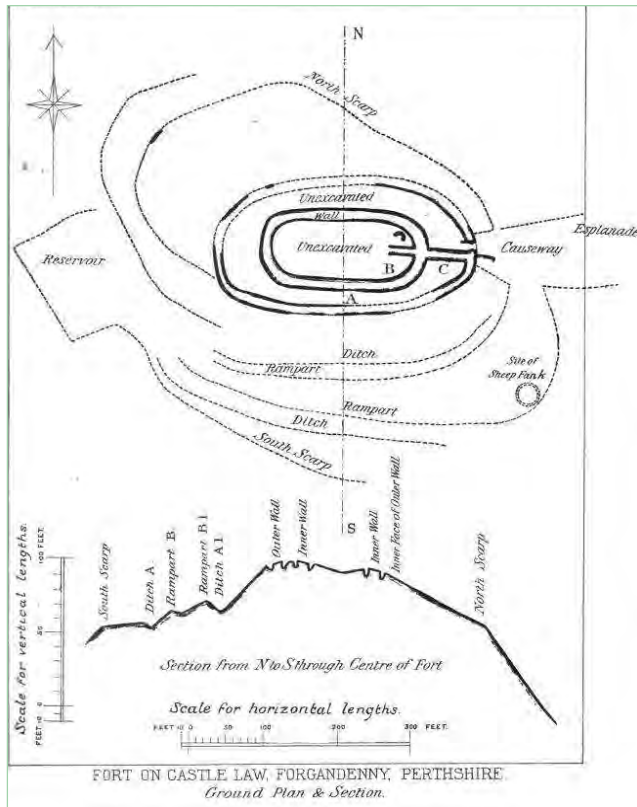 N
North Scarp
Unexcavated
Wall
Unexcavated
Esplanade
Causeway
Reservoir
B
C
A
Ditch
Rampart
Site of
Sheep Fank
Rampart
Ditch
South Scarp
S
South Scarp
Ditch A
Rampart B
Rampart B1
Ditch A1
Outer Wall
Inner Wall
Inner Wall
Inner Face of Outer Wall
North Scarp
Scale for vertical lengths.
100 FEET.
0
FEET 10
Section from N to S through Centre of Fort
Scale for horizontal lengths.
FEET 10 0 50 100 200 300 FEET.
FORT ON CASTLE LAW, FORGANDENNY, PERTHSHIRE.
Ground Plan & Section.